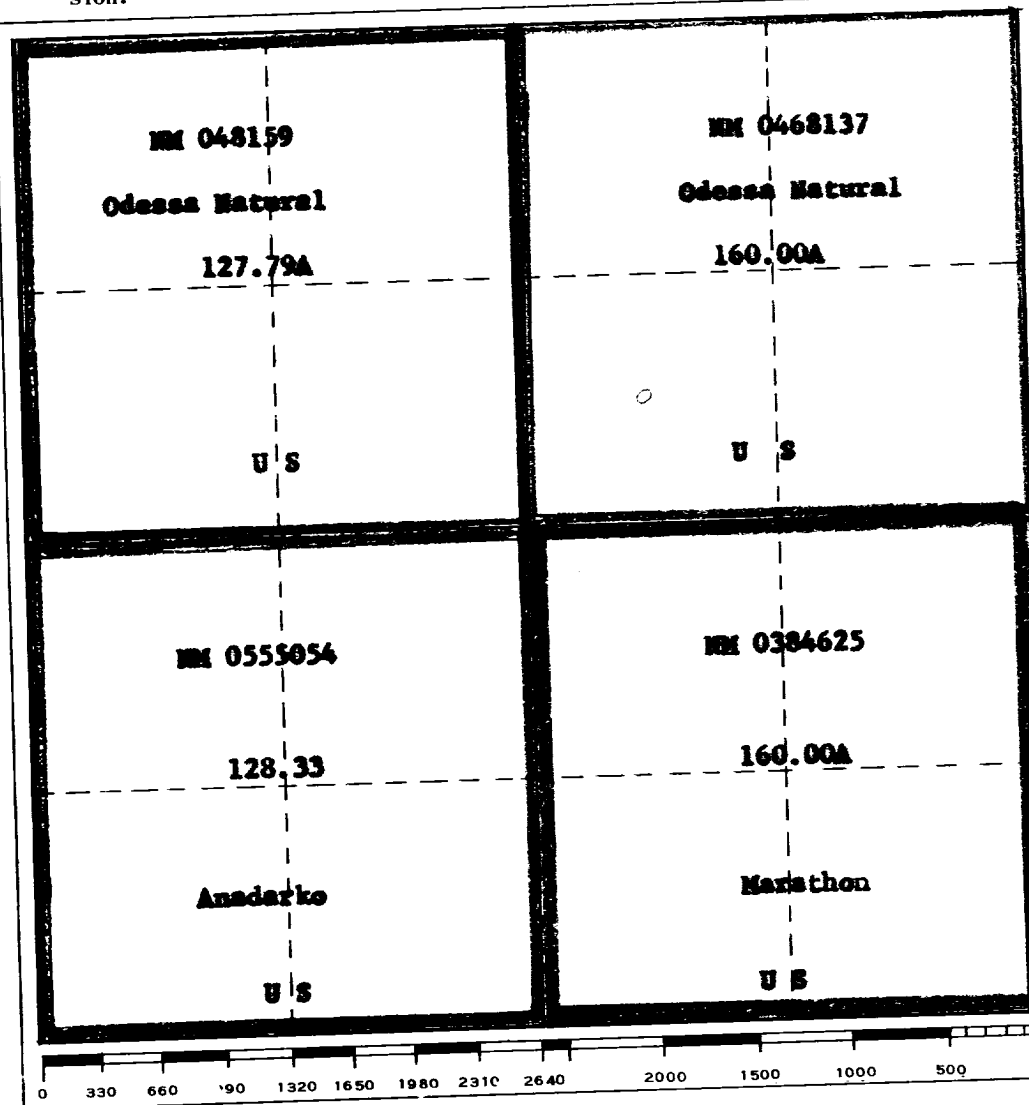 sion.
NM 048159
Odessa Natural
127.79A
U S
NM 0468137
Odessa Natural
160.00A
U S
NM 0555054
128.33
Anadarko
U S
NM 0384625
160.00A
Marathon
U S
0 330 660 '90 1320 1650 1980 2310 2640 2000 1500 1000 500